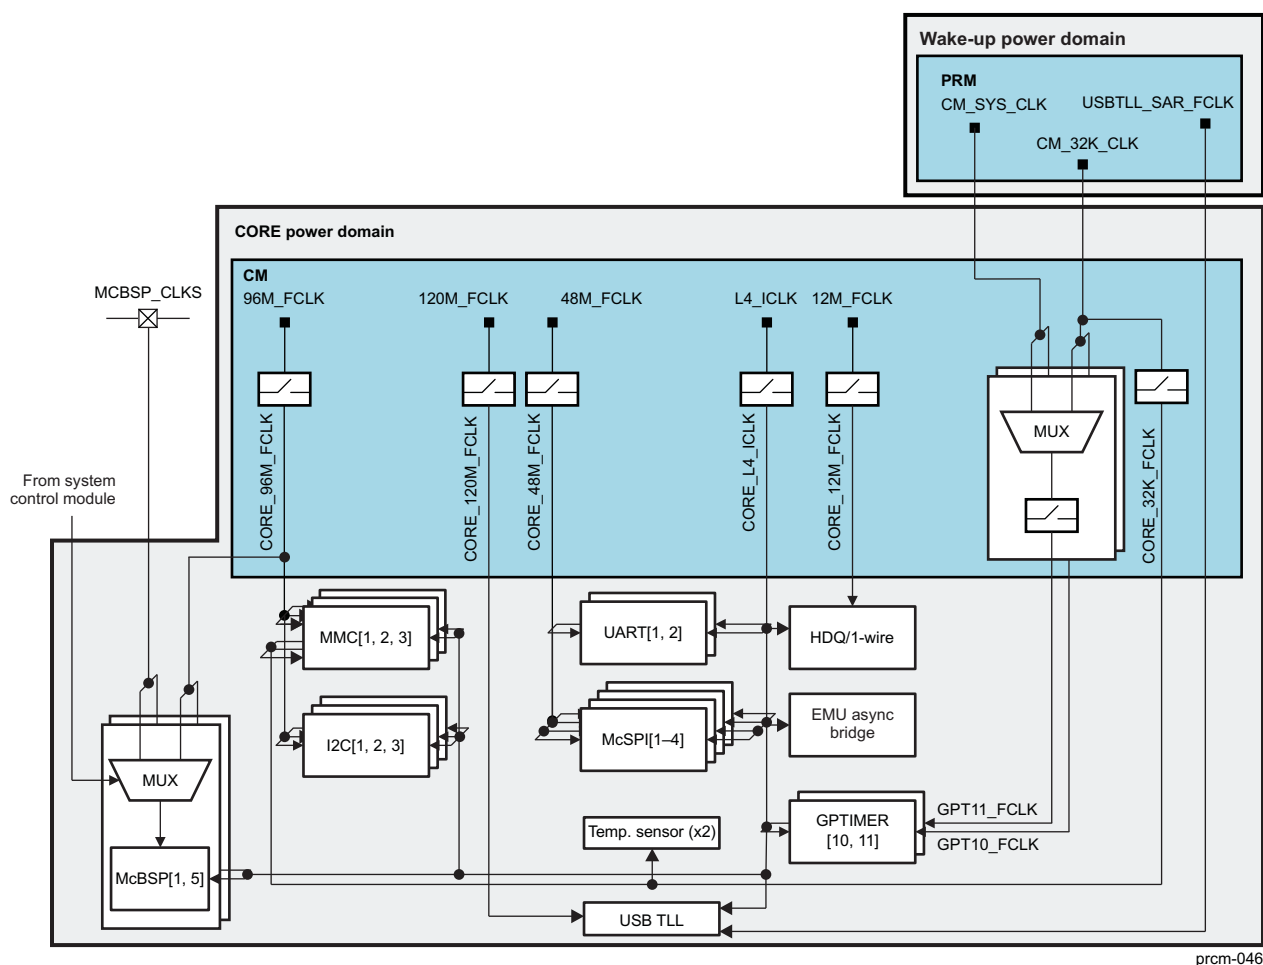 Wake-up power domain
PRM
CM_SYS_CLK
USBTLL_SAR_FCLK
CM_32K_CLK
CORE power domain
CM
MCBSP_CLKS
96M_FCLK
120M_FCLK
48M_FCLK
L4_ICLK
12M_FCLK
CORE_96M_FCLK
CORE_120M_FCLK
CORE_48M_FCLK
CORE_L4_ICLK
CORE_12M_FCLK
MUX
CORE_32K_FCLK
From system
control module
MMC[1, 2, 3]
UART[1, 2]
HDQ/1-wire
I2C[1, 2, 3]
McSPI[1–4]
EMU async
bridge
MUX
GPTIMER
[10, 11]
GPT11_FCLK
GPT10_FCLK
Temp. sensor (x2)
McBSP[1, 5]
USB TLL
prcm-046